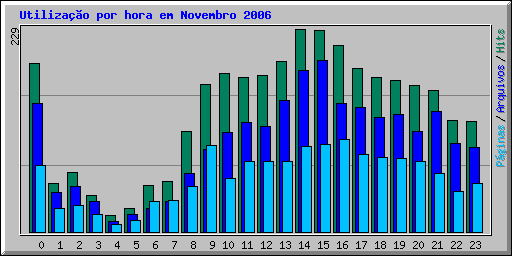 Utilização por hora em Novembro 2006
229
Páginas / Arquivos / Hits
0 1 2 3 4 5 6 7 8 9 10 11 12 13 14 15 16 17 18 19 20 21 22 23